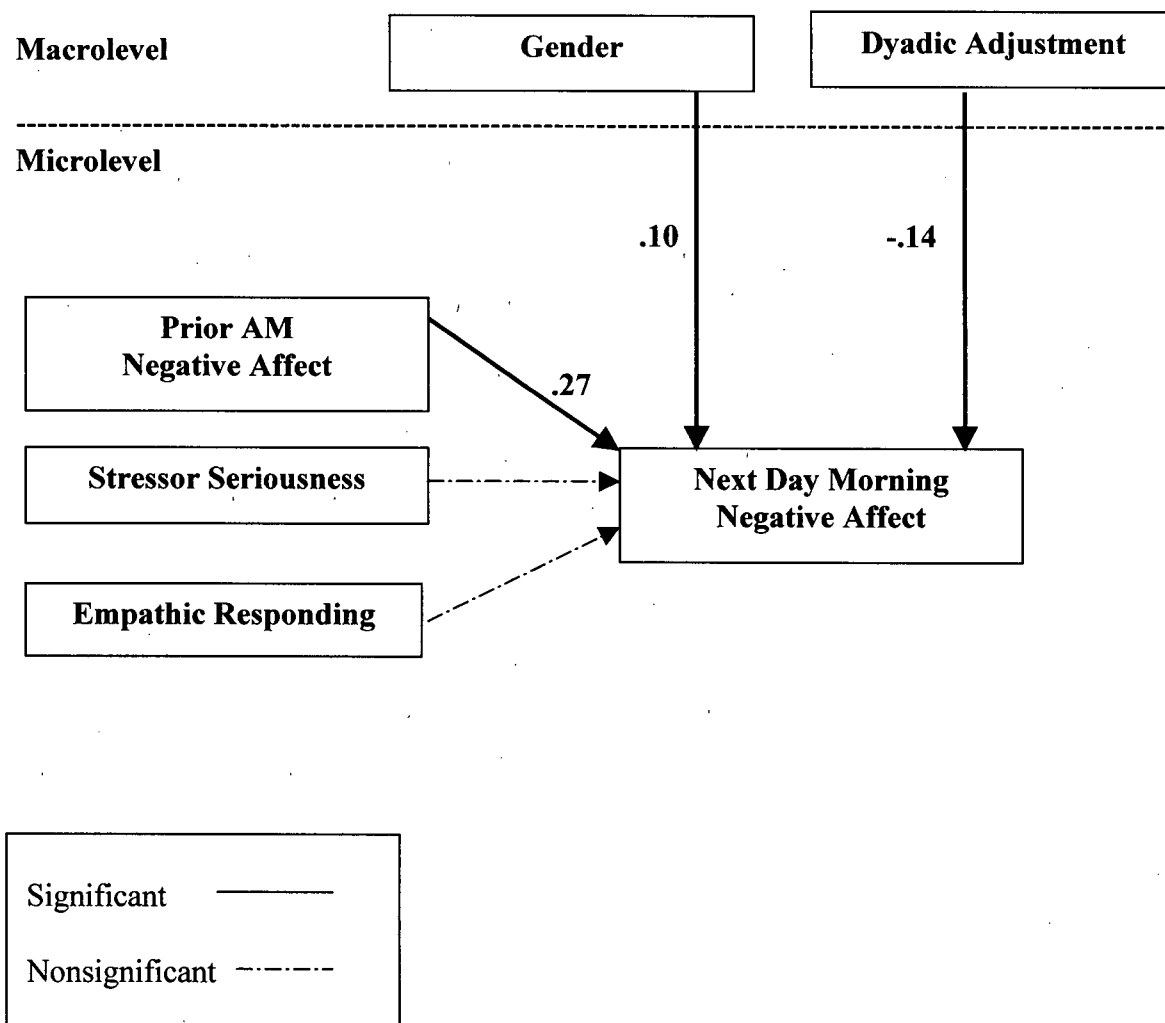 Macrolevel
Gender
Dyadic Adjustment
Microlevel
.10
-.14
Prior AM
Negative Affect
.27
Stressor Seriousness
Next Day Morning
Negative Affect
Empathic Responding
Significant
Nonsignificant